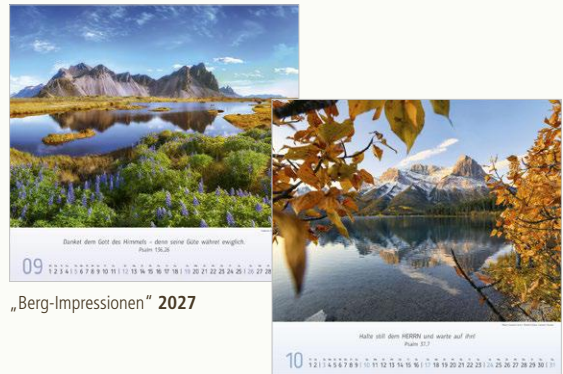 Danket dem Gott des Himmels – denn seine Güte währet ewiglich.
Psalm 136,26
09 1 2 3 4 5 6 7 8 9 10 11 12 13 14 15 16 17 18 19 20 21 22 23 24 25 26 27 28
„Berg-Impressionen“ 2027
Halte still dem HERRN und warte auf ihn!
Psalm 37,7
10 1 2 3 4 5 6 7 8 9 10 11 12 13 14 15 16 17 18 19 20 21 22 23 24 25 26 27 28 29 30 31